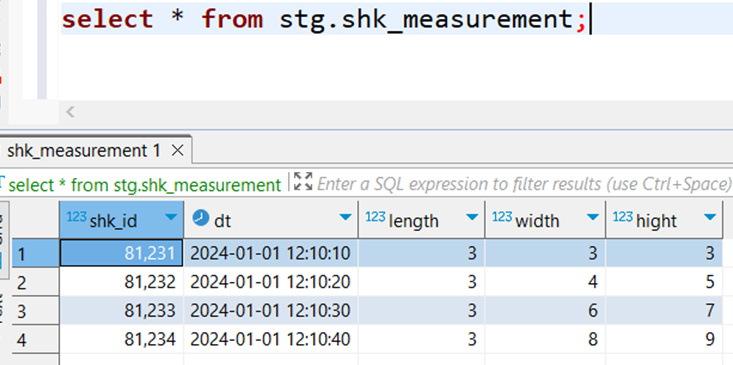 select * from stg.shk_measurement;
shk_measurement 1
select * from stg.shk_measurement Enter a SQL expression to filter results (use Ctrl+Space)
123 shk_id dt 123 length 123 width 123 hight
1 81,231 2024-01-01 12:10:10 3 3 3
2 81,232 2024-01-01 12:10:20 3 4 5
3 81,233 2024-01-01 12:10:30 3 6 7
4 81,234 2024-01-01 12:10:40 3 8 9